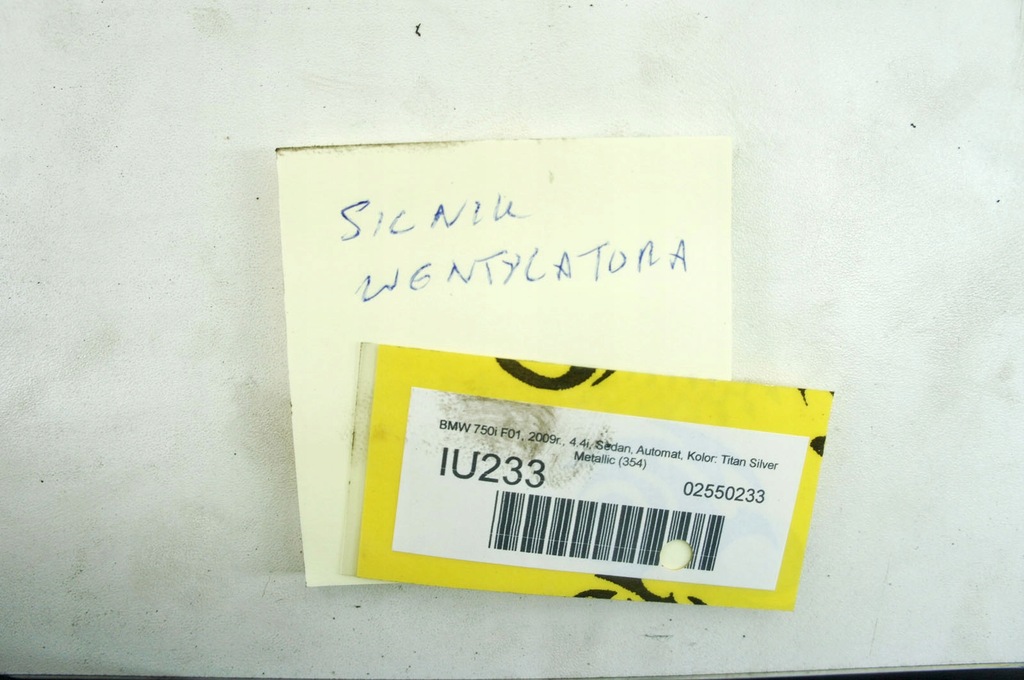 SILNIK
WENTYLATORA
BMW 750i F01, 2009r., 4.4i, Sedan, Automat, Kolor: Titan Silver
Metallic (354)
IU233
02550233